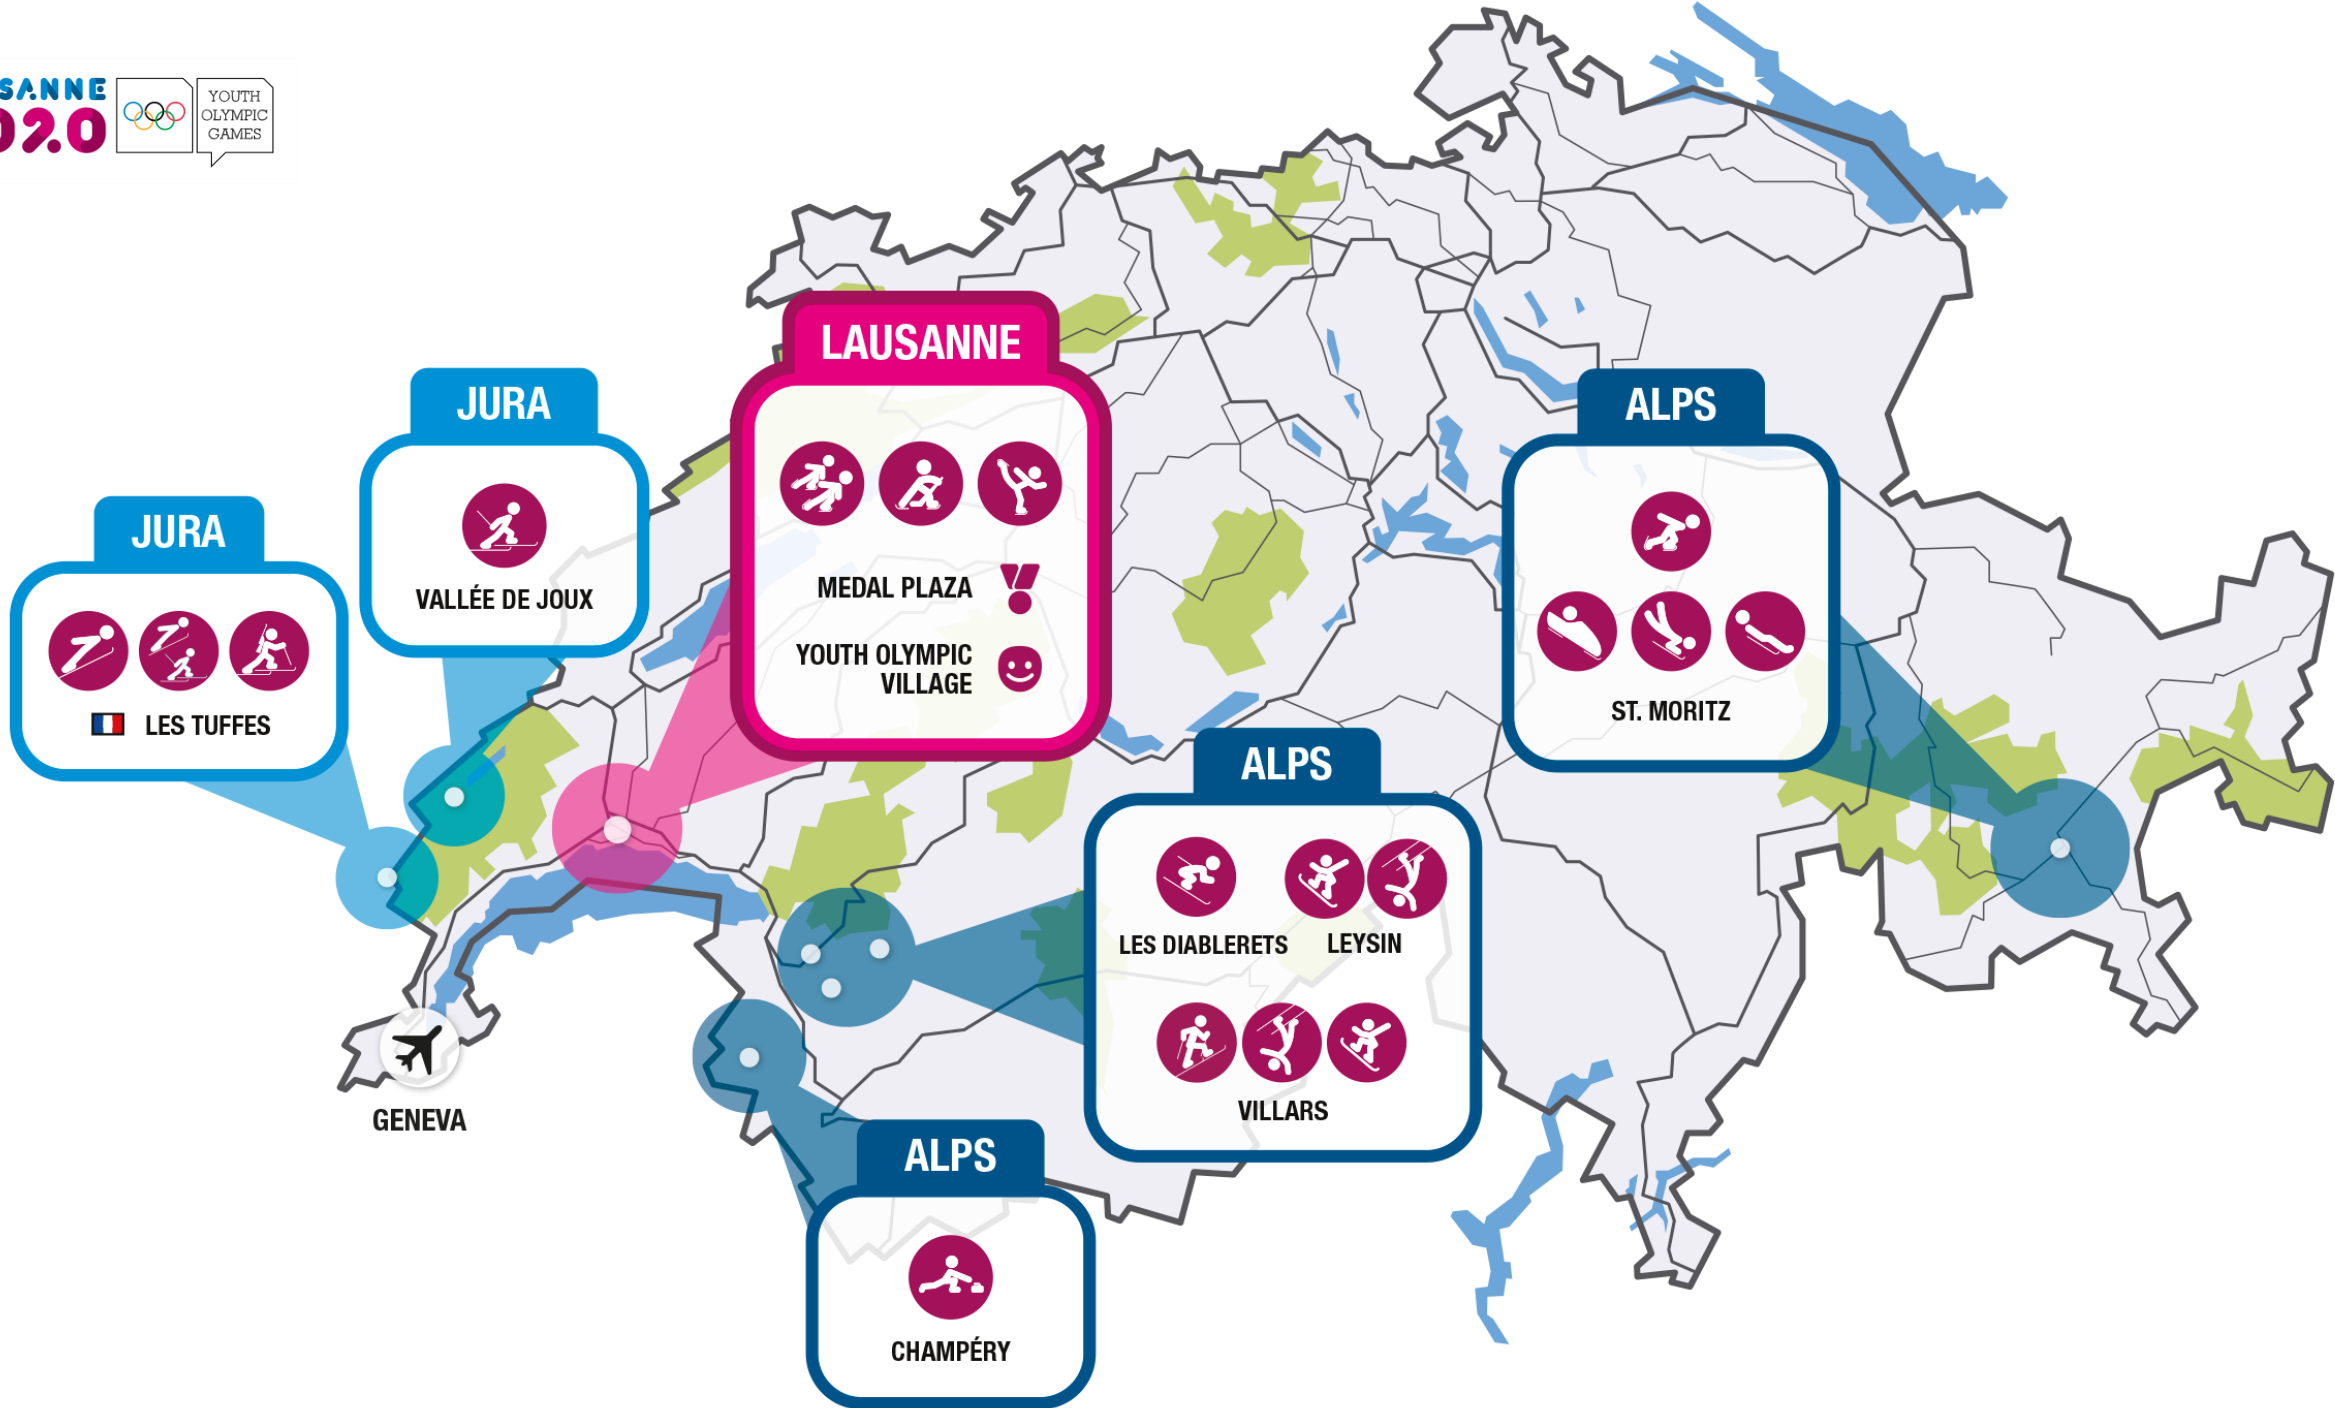 SANNE
020
YOUTH
OLYMPIC
GAMES
LAUSANNE
MEDAL PLAZA
YOUTH OLYMPIC
VILLAGE
JURA
VALLÉE DE JOUX
JURA
LES TUFFES
ALPS
ST. MORITZ
ALPS
LES DIABLERETS
LEYSIN
VILLARS
GENEVA
ALPS
CHAMPÉRY